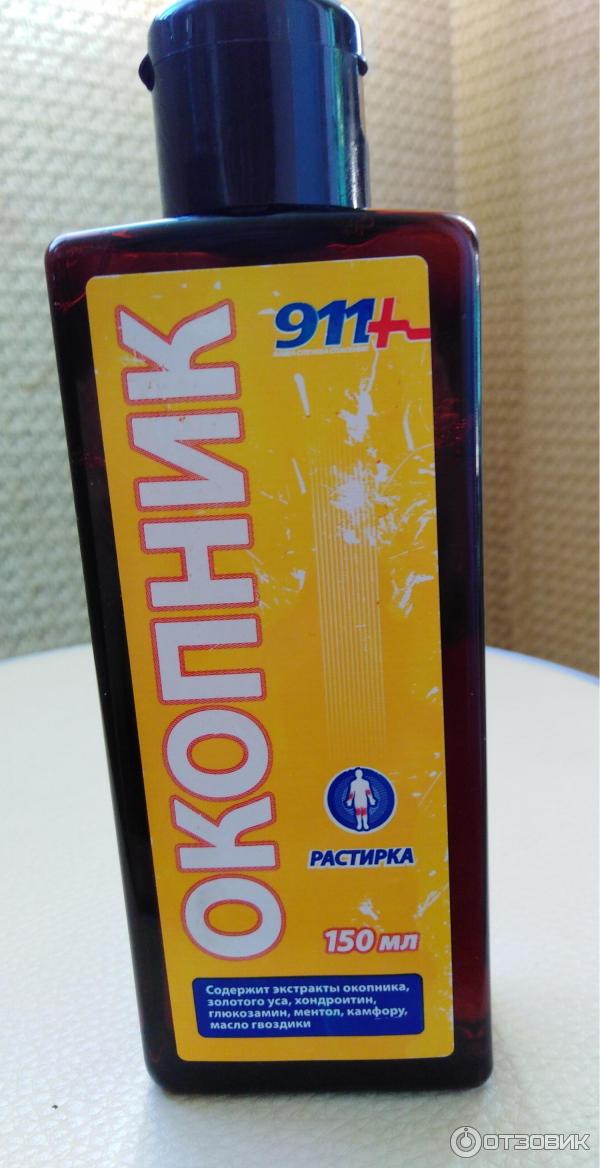 ОКОПНИК
911+
РАСТИРКА
150 мл
Содержит экстракты окопника,
золотого уса, хондроитин,
глюкозамин, ментол, камфору,
масло гвоздики
ОТЗОВИК